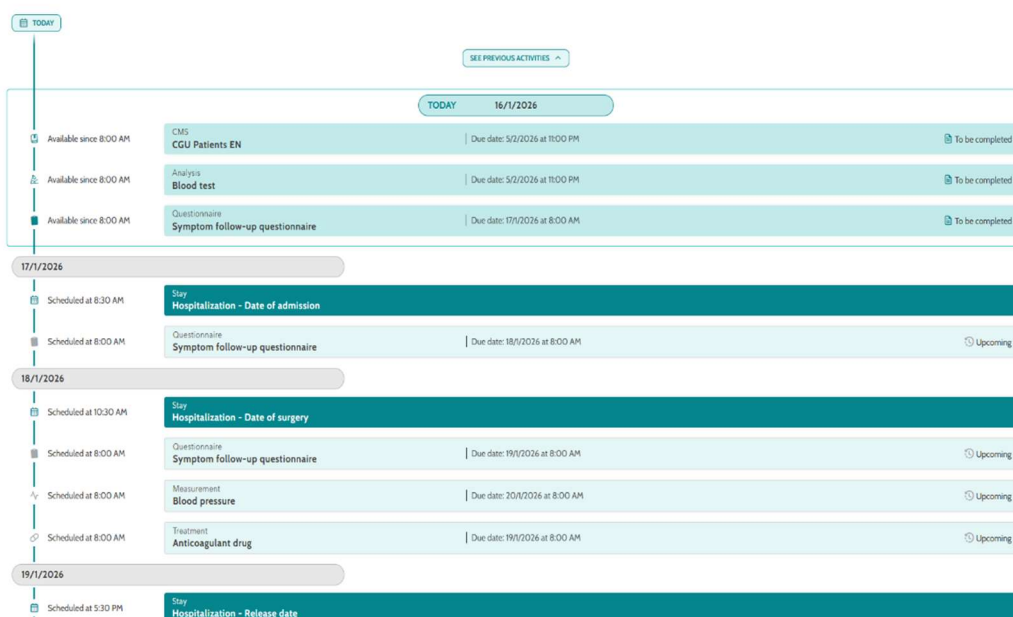 TODAY
SEE PREVIOUS ACTIVITIES
TODAY 16/1/2026
Available since 8:00 AM
CMS
CGU Patients EN
Due date: 5/2/2026 at 11:00 PM
To be completed
Available since 8:00 AM
Analysis
Blood test
Due date: 5/2/2026 at 11:00 PM
To be completed
Available since 8:00 AM
Questionnaire
Symptom follow-up questionnaire
Due date: 17/1/2026 at 8:00 AM
To be completed
17/1/2026
Scheduled at 8:30 AM
Stay
Hospitalization - Date of admission
Scheduled at 8:00 AM
Questionnaire
Symptom follow-up questionnaire
Due date: 18/1/2026 at 8:00 AM
Upcoming
18/1/2026
Scheduled at 10:30 AM
Stay
Hospitalization - Date of surgery
Scheduled at 8:00 AM
Questionnaire
Symptom follow-up questionnaire
Due date: 19/1/2026 at 8:00 AM
Upcoming
Scheduled at 8:00 AM
Measurement
Blood pressure
Due date: 20/1/2026 at 8:00 AM
Upcoming
Scheduled at 8:00 AM
Treatment
Anticoagulant drug
Due date: 19/1/2026 at 8:00 AM
Upcoming
19/1/2026
Scheduled at 5:30 PM
Stay
Hospitalization - Release date